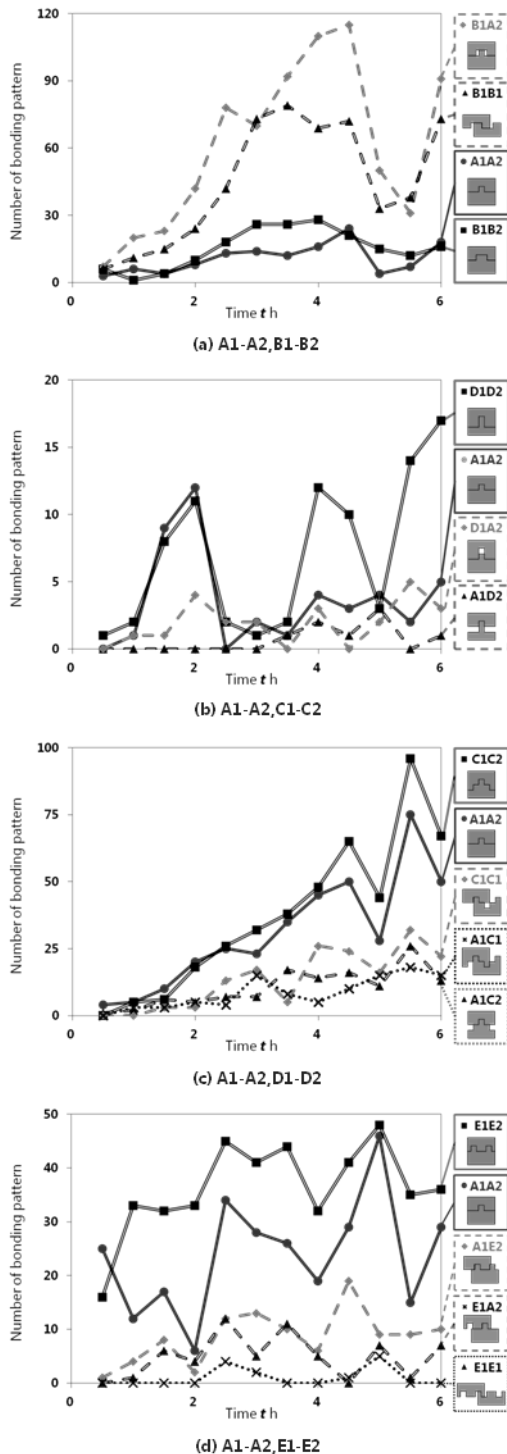 120
90
60
30
0
Number of bonding pattern
0
2
4
6
Time t h
B1A2
B1B1
A1A2
B1B2
(a) A1-A2,B1-B2
20
15
10
5
0
Number of bonding pattern
0
2
4
6
Time t h
D1D2
A1A2
D1A2
A1D2
(b) A1-A2,C1-C2
100
75
50
25
0
Number of bonding pattern
0
2
4
6
Time t h
C1C2
A1A2
C1C1
A1C1
A1C2
(c) A1-A2,D1-D2
50
40
30
20
10
0
Number of bonding pattern
0
2
4
6
Time t h
E1E2
A1A2
A1E2
E1A2
E1E1
(d) A1-A2,E1-E2